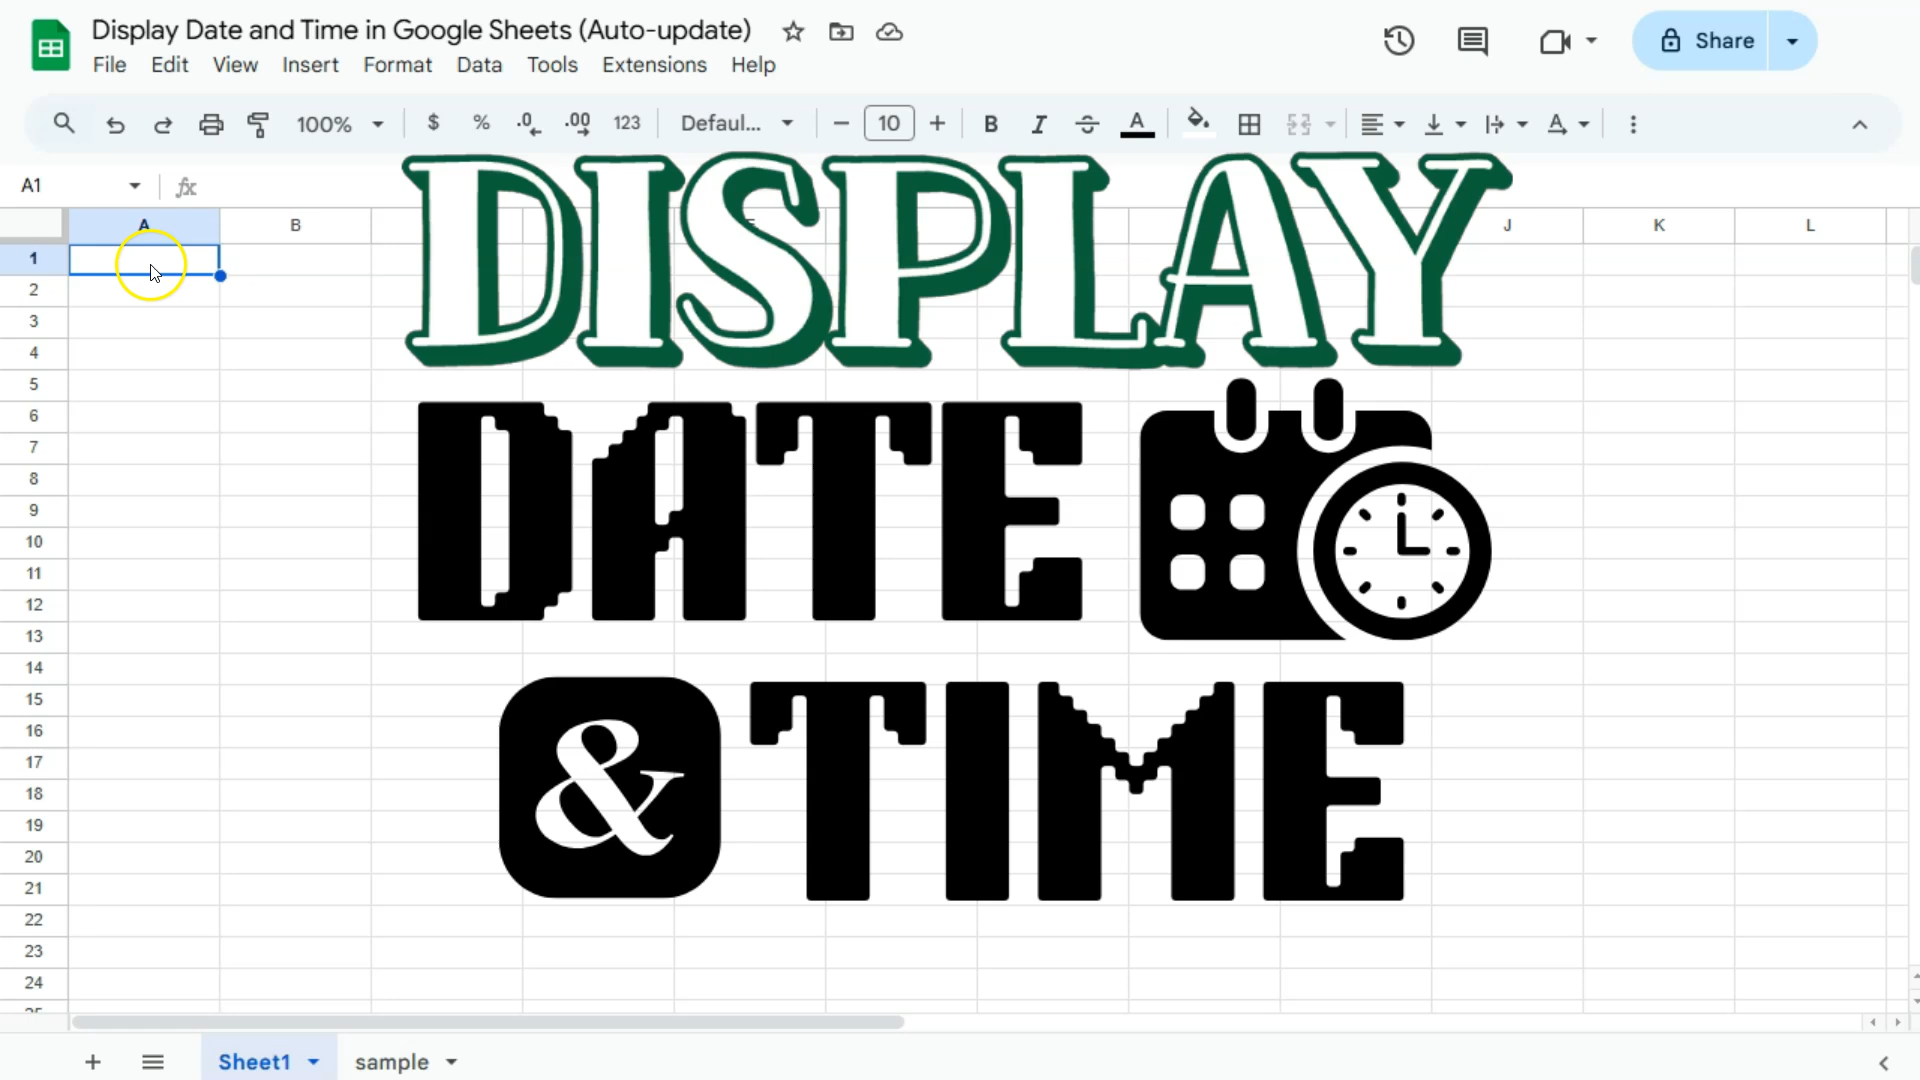 Display Date and Time in Google Sheets (Auto-update)
Share
File Edit View Insert Format Data Tools Extensions Help
100% $ % .0 .00 123 Defaul... 10 B I S A A
A1 fx
A B J K L
1
2
3
4
5
6
7
8
9
10
11
12
13
14
15
16
17
18
19
20
21
22
23
24
DISPLAY
DATE
& TIME
Sheet1 sample